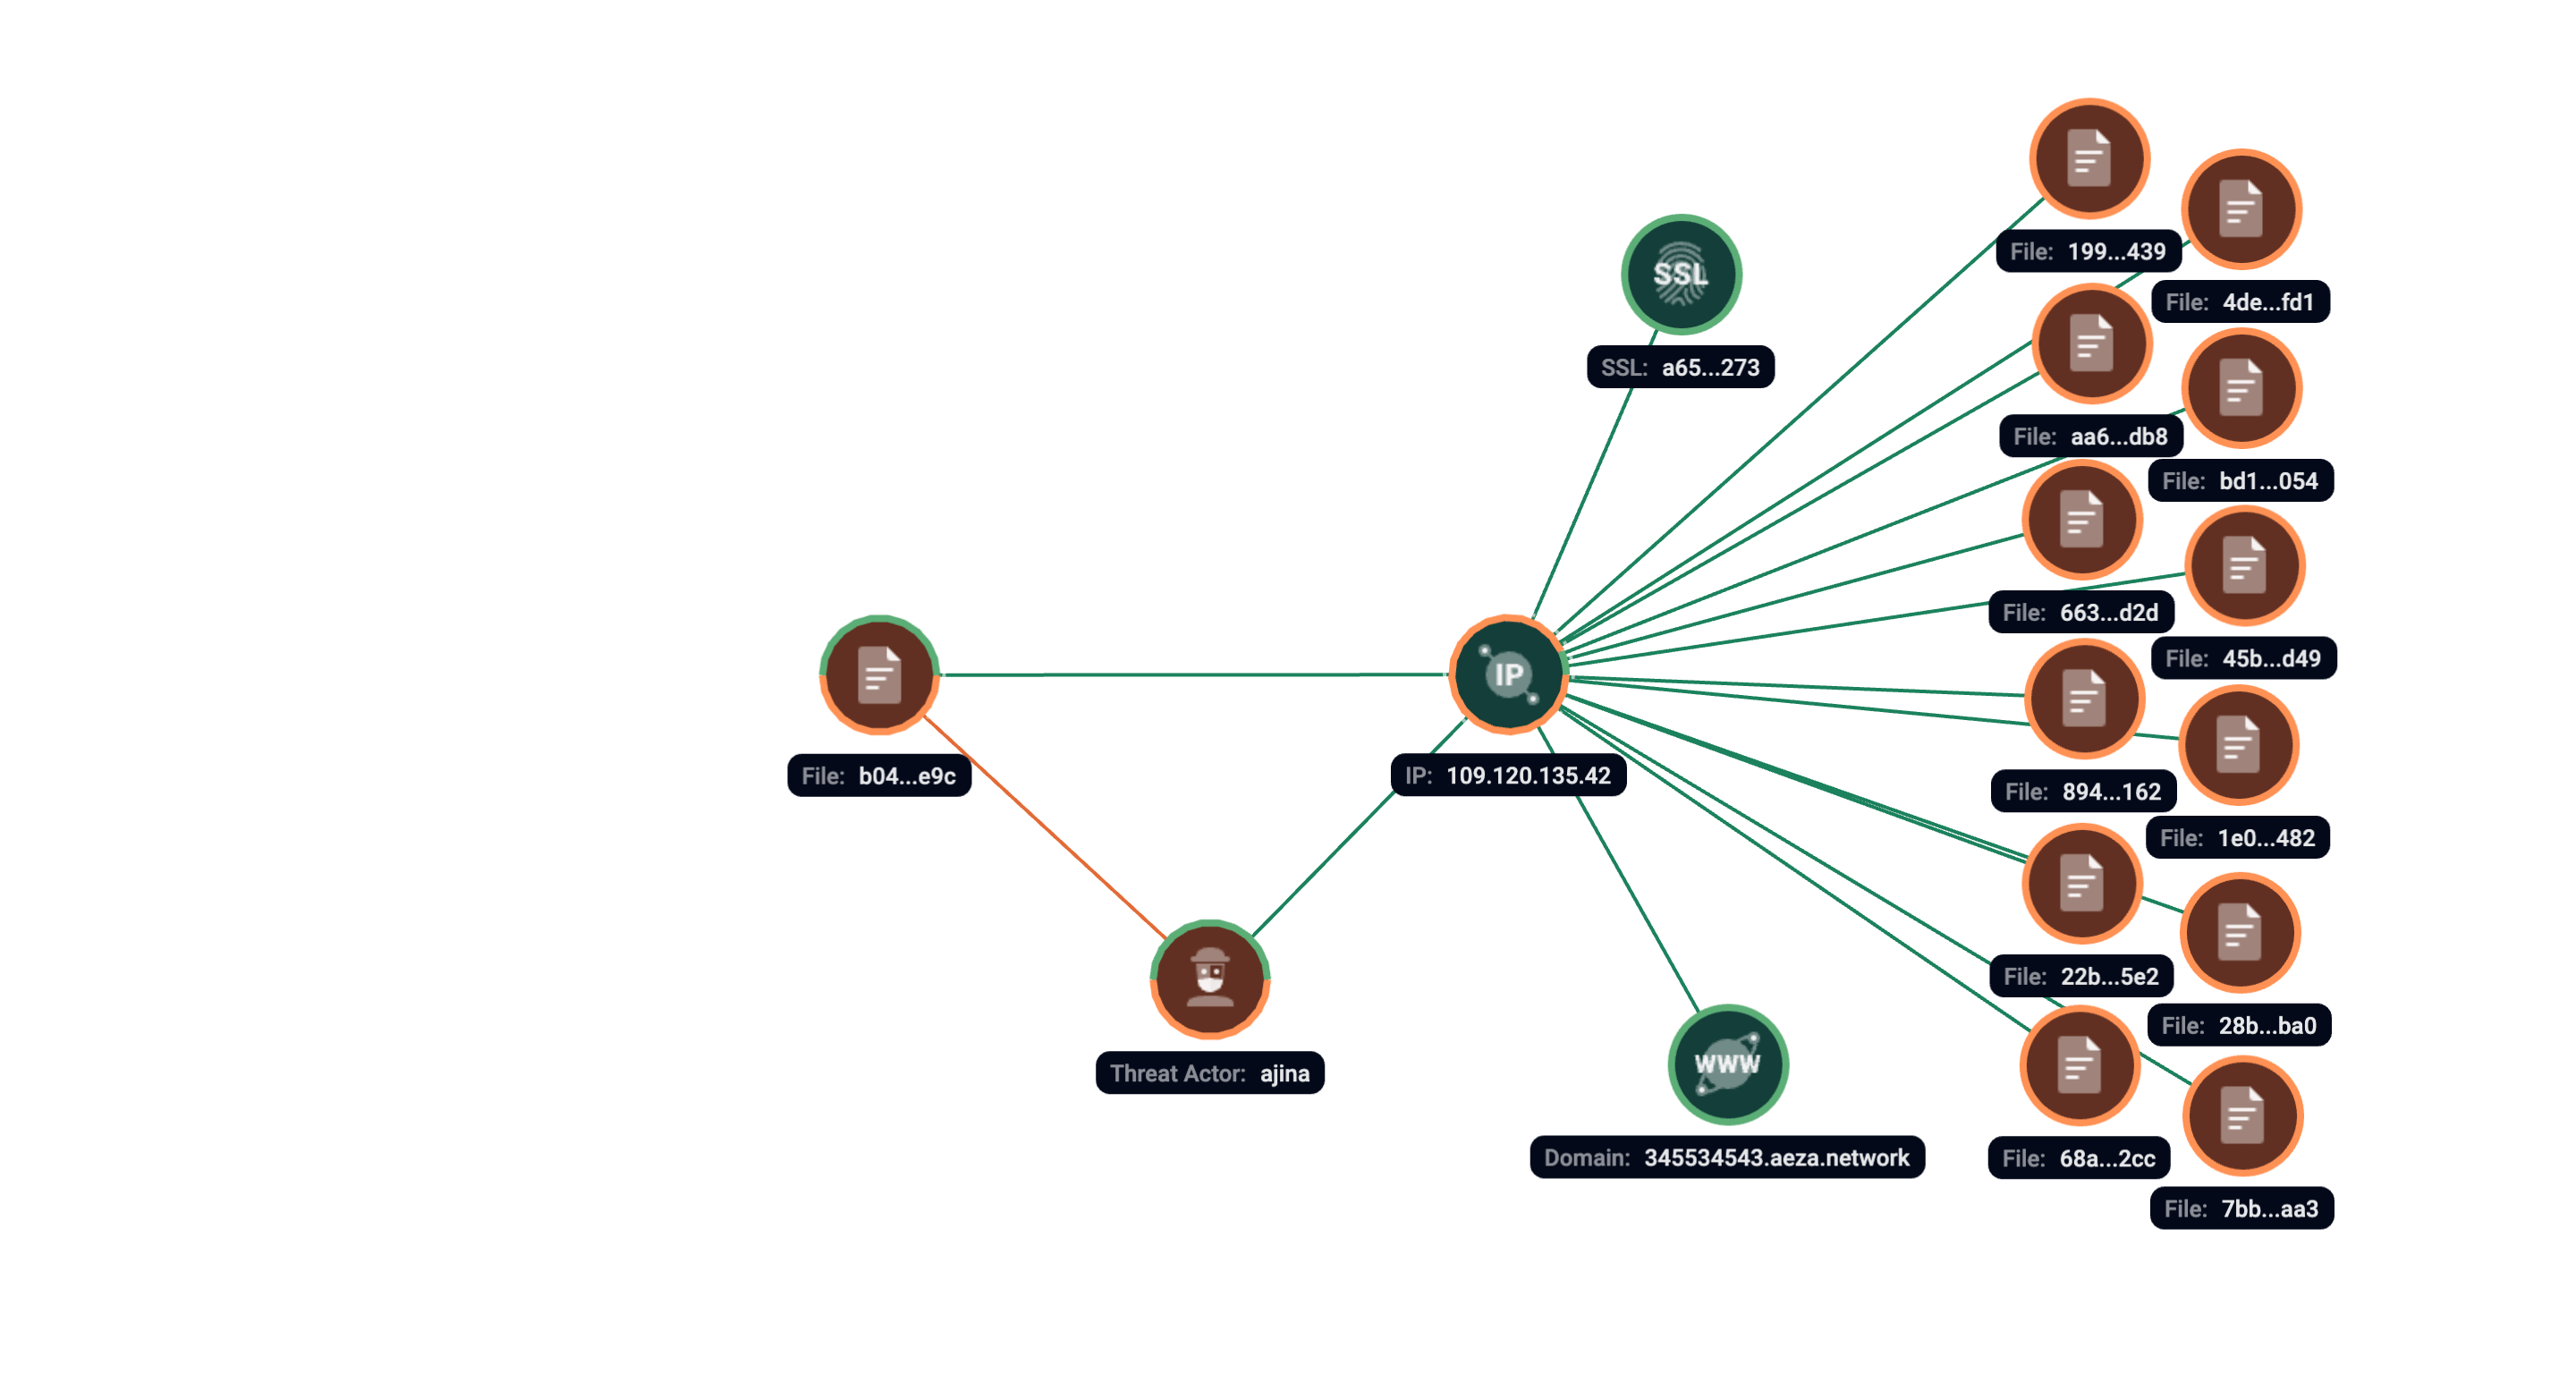 File: 199...439
File: 4de...fd1
SSL
SSL: a65...273
File: aa6...db8
File: bd1...054
File: 663...d2d
File: 45b...d49
IP
File: b04...e9c
IP: 109.120.135.42
File: 894...162
File: 1e0...482
File: 22b...5e2
File: 28b...ba0
Threat Actor: ajina
WWW
Domain: 345534543.aeza.network
File: 68a...2cc
File: 7bb...aa3